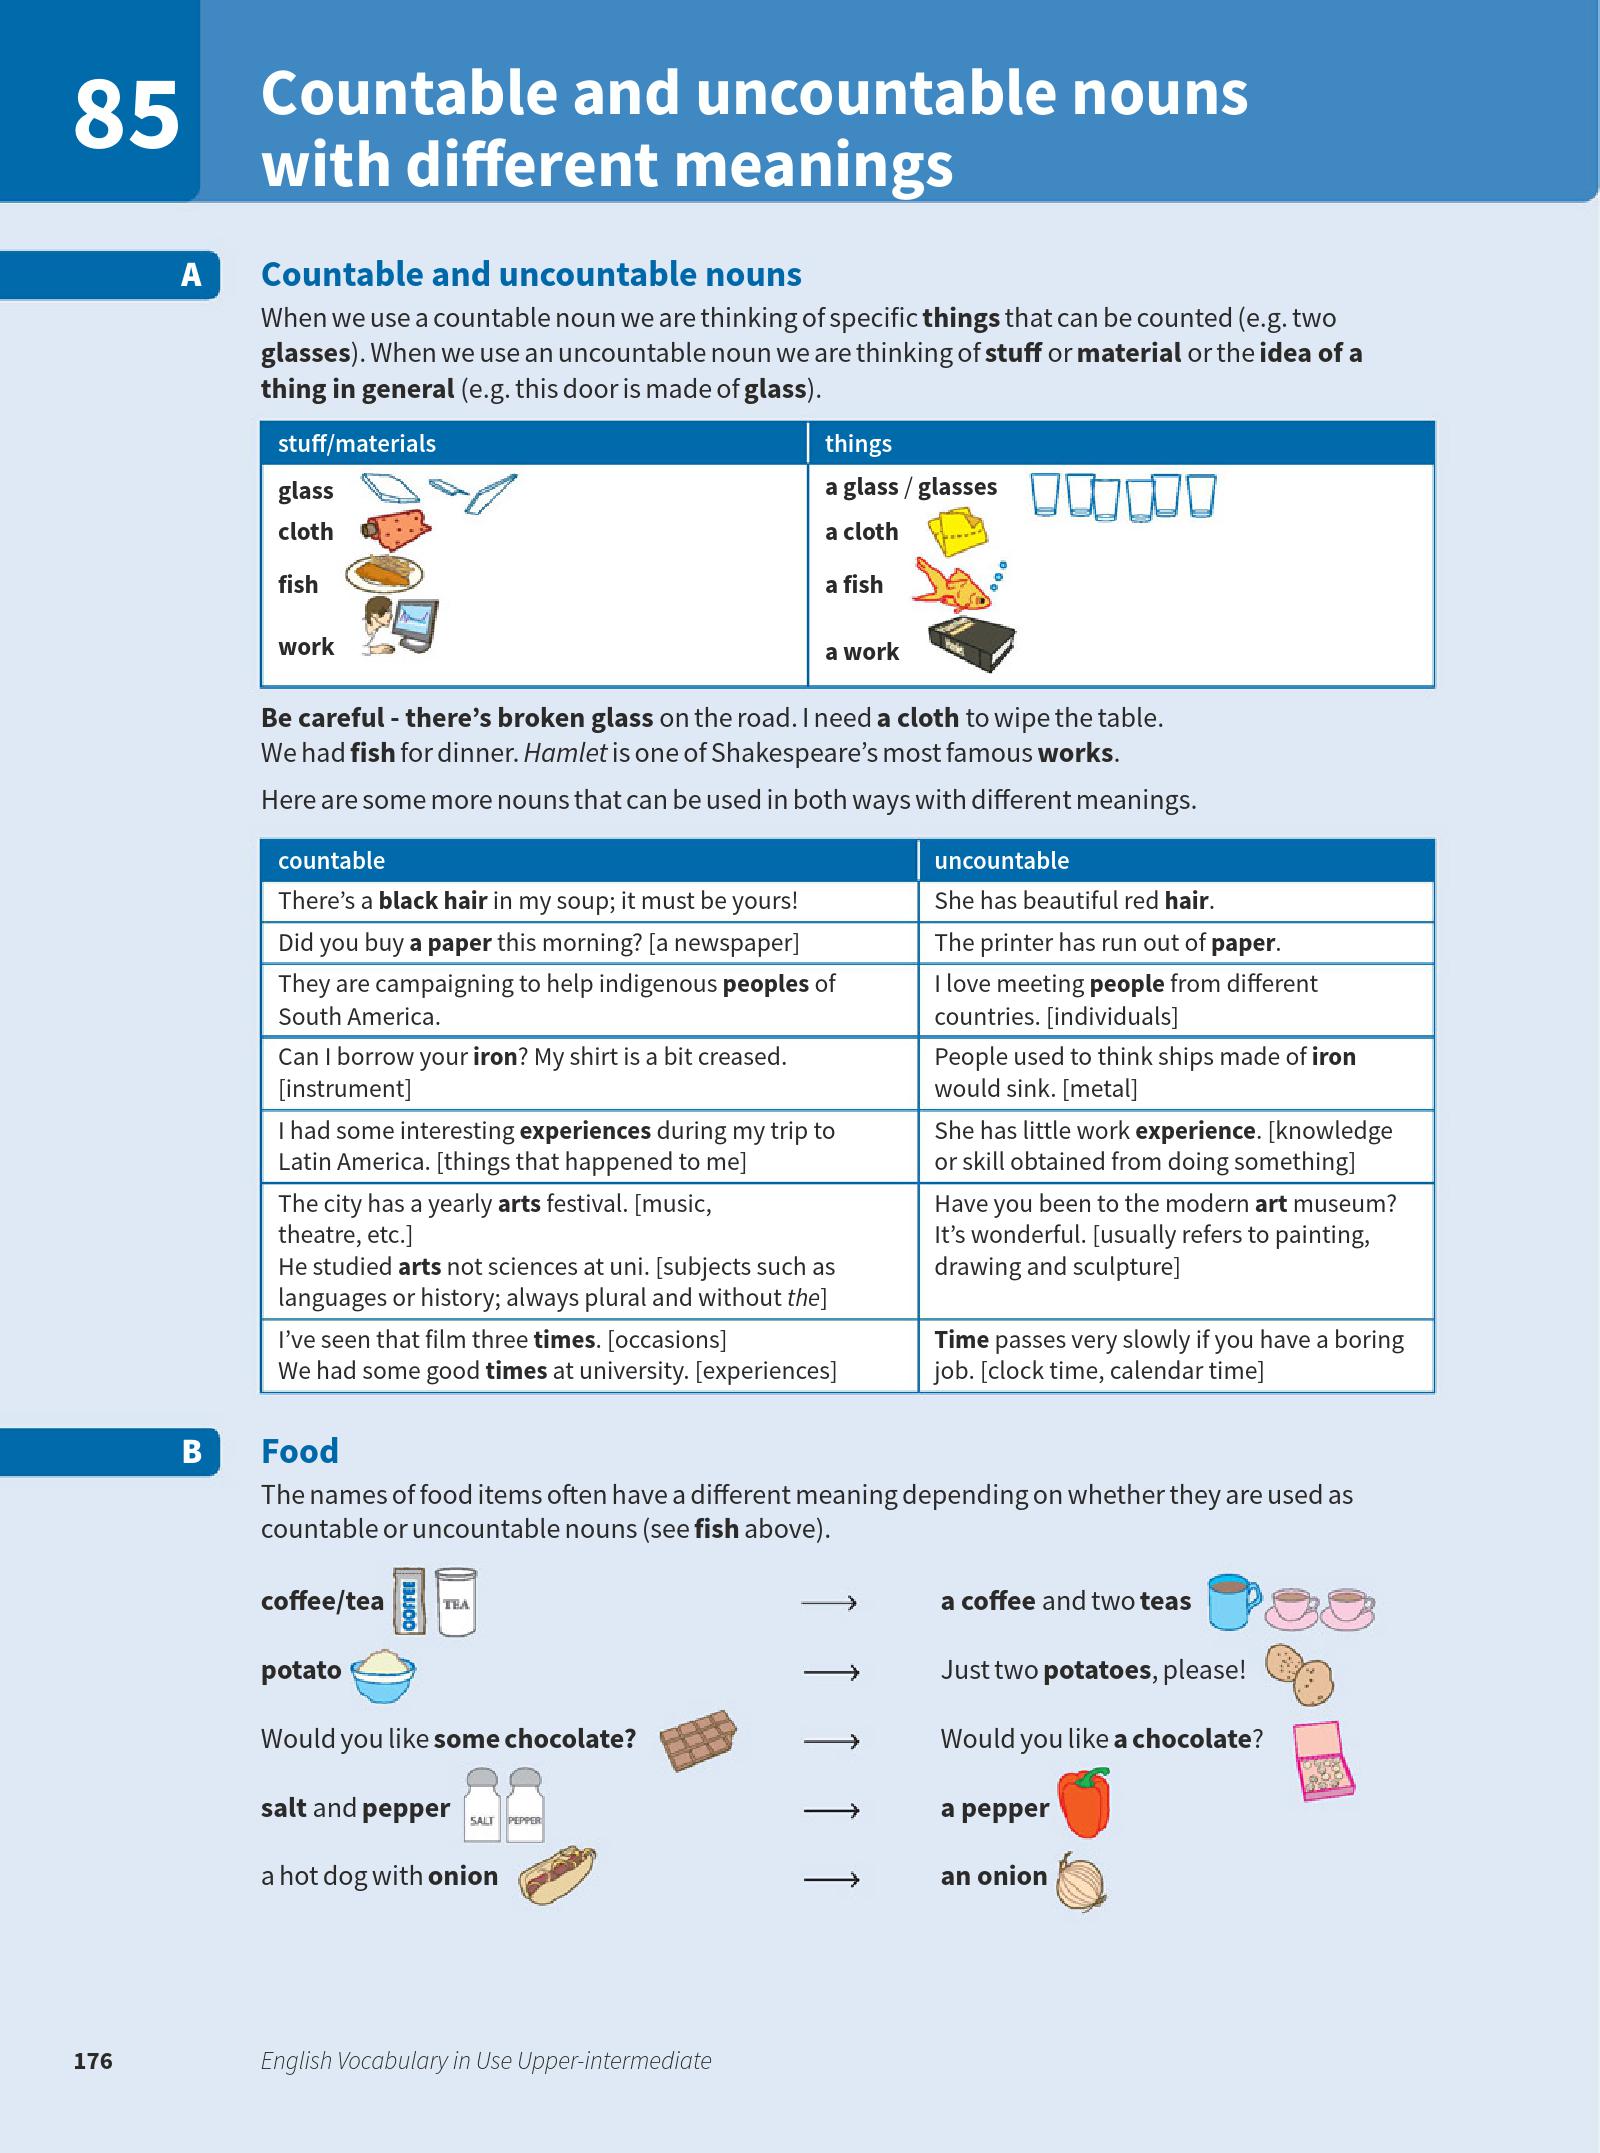 85
Countable and uncountable nouns
with different meanings
A
Countable and uncountable nouns
When we use a countable noun we are thinking of specific things that can be counted (e.g. two
glasses). When we use an uncountable noun we are thinking of stuff or material or the idea of a
thing in general (e.g. this door is made of glass).
stuff/materials
things
glass
a glass / glasses
cloth
a cloth
fish
a fish
work
a work
Be careful - there's broken glass on the road. I need a cloth to wipe the table.
We had fish for dinner. Hamlet is one of Shakespeare's most famous works.
Here are some more nouns that can be used in both ways with different meanings.
countable
uncountable
There's a black hair in my soup; it must be yours!
She has beautiful red hair.
Did you buy a paper this morning? [a newspaper]
The printer has run out of paper.
They are campaigning to help indigenous peoples of
South America.
I love meeting people from different
countries. [individuals]
Can I borrow your iron? My shirt is a bit creased.
[instrument]
People used to think ships made of iron
would sink. [metal]
I had some interesting experiences during my trip to
Latin America. [things that happened to me]
She has little work experience. [knowledge
or skill obtained from doing something]
The city has a yearly arts festival. [music,
theatre, etc.]
He studied arts not sciences at uni. [subjects such as
languages or history; always plural and without the]
Have you been to the modern art museum?
It's wonderful. [usually refers to painting,
drawing and sculpture]
I've seen that film three times. [occasions]
We had some good times at university. [experiences]
Time passes very slowly if you have a boring
job. [clock time, calendar time]
B
Food
The names of food items often have a different meaning depending on whether they are used as
countable or uncountable nouns (see fish above).
coffee/tea
COFFEE
TEA
a coffee and two teas
potato
Just two potatoes, please!
Would you like some chocolate?
Would you like a chocolate?
salt and pepper
SALT
PEPPER
a pepper
a hot dog with onion
an onion
176
English Vocabulary in Use Upper-intermediate